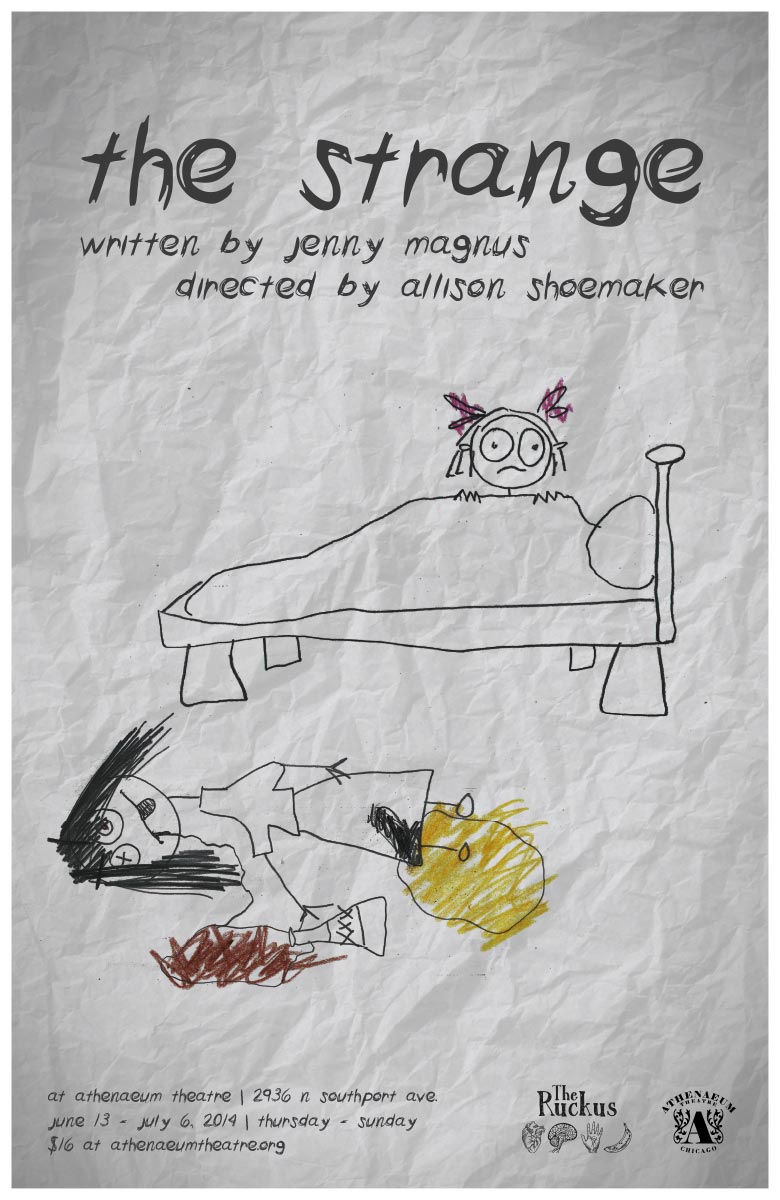 the strange
written by jenny magnus
directed by allison shoemaker
at athenaeum theatre | 2936 n southport ave.
june 13 - july 6, 2014 | thursday - sunday
$16 at athenaeumtheatre.org
The
Ruckus
ATHENAEUM
THEATRE
A
CHICAGO